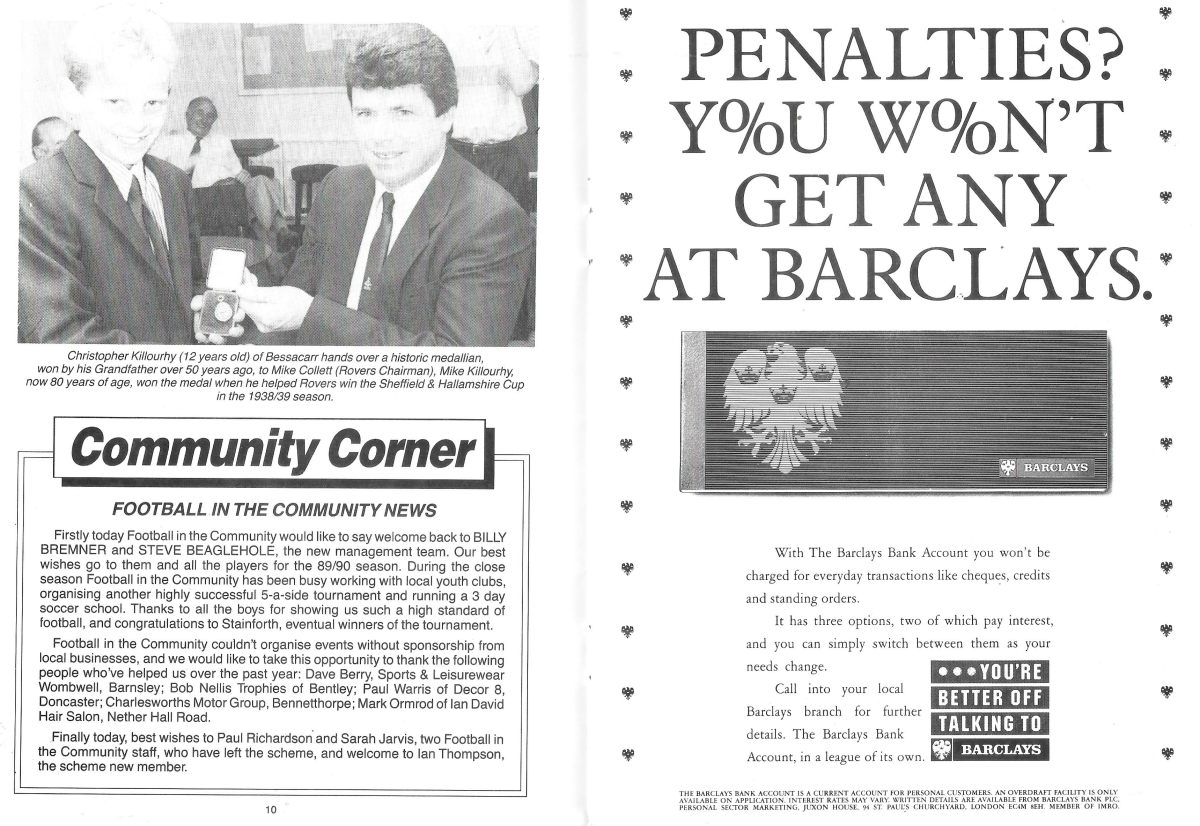 Christopher Killourhy (12 years old) of Bessacarr hands over a historic medallian,
won by his Grandfather over 50 years ago, to Mike Collett (Rovers Chairman), Mike Killourhy,
now 80 years of age, won the medal when he helped Rovers win the Sheffield & Hallamshire Cup
in the 1938/39 season.
Community Corner
FOOTBALL IN THE COMMUNITY NEWS
Firstly today Football in the Community would like to say welcome back to BILLY
BREMNER and STEVE BEAGLEHOLE, the new management team. Our best
wishes go to them and all the players for the 89/90 season. During the close
season Football in the Community has been busy working with local youth clubs,
organising another highly successful 5-a-side tournament and running a 3 day
soccer school. Thanks to all the boys for showing us such a high standard of
football, and congratulations to Stainforth, eventual winners of the tournament.
Football in the Community couldn't organise events without sponsorship from
local businesses, and we would like to take this opportunity to thank the following
people who've helped us over the past year: Dave Berry, Sports & Leisurewear
Wombwell, Barnsley; Bob Nellis Trophies of Bentley; Paul Warris of Decor 8,
Doncaster; Charlesworths Motor Group, Bennetthorpe; Mark Ormrod of Ian David
Hair Salon, Nether Hall Road.
Finally today, best wishes to Paul Richardson and Sarah Jarvis, two Football in
the Community staff, who have left the scheme, and welcome to Ian Thompson,
the scheme new member.
10
PENALTIES?
Y%U W%N'T
GET ANY
AT BARCLAYS.
BARCLAYS
With The Barclays Bank Account you won't be
charged for everyday transactions like cheques, credits
and standing orders.
It has three options, two of which pay interest,
and you can simply switch between them as your
needs change.
Call into your local
Barclays branch for further
details. The Barclays Bank
Account, in a league of its own.
•••YOU'RE
BETTER OFF
TALKING TO
BARCLAYS
THE BARCLAYS BANK ACCOUNT IS A CURRENT ACCOUNT FOR PERSONAL CUSTOMERS. AN OVERDRAFT FACILITY IS ONLY
AVAILABLE ON APPLICATION. INTEREST RATES MAY VARY. WRITTEN DETAILS ARE AVAILABLE FROM BARCLAYS BANK PLC,
PERSONAL SECTOR MARKETING, JUXON HOUSE, 94 ST. PAUL'S CHURCHYARD, LONDON EC4M 8EH. MEMBER OF IMRO.